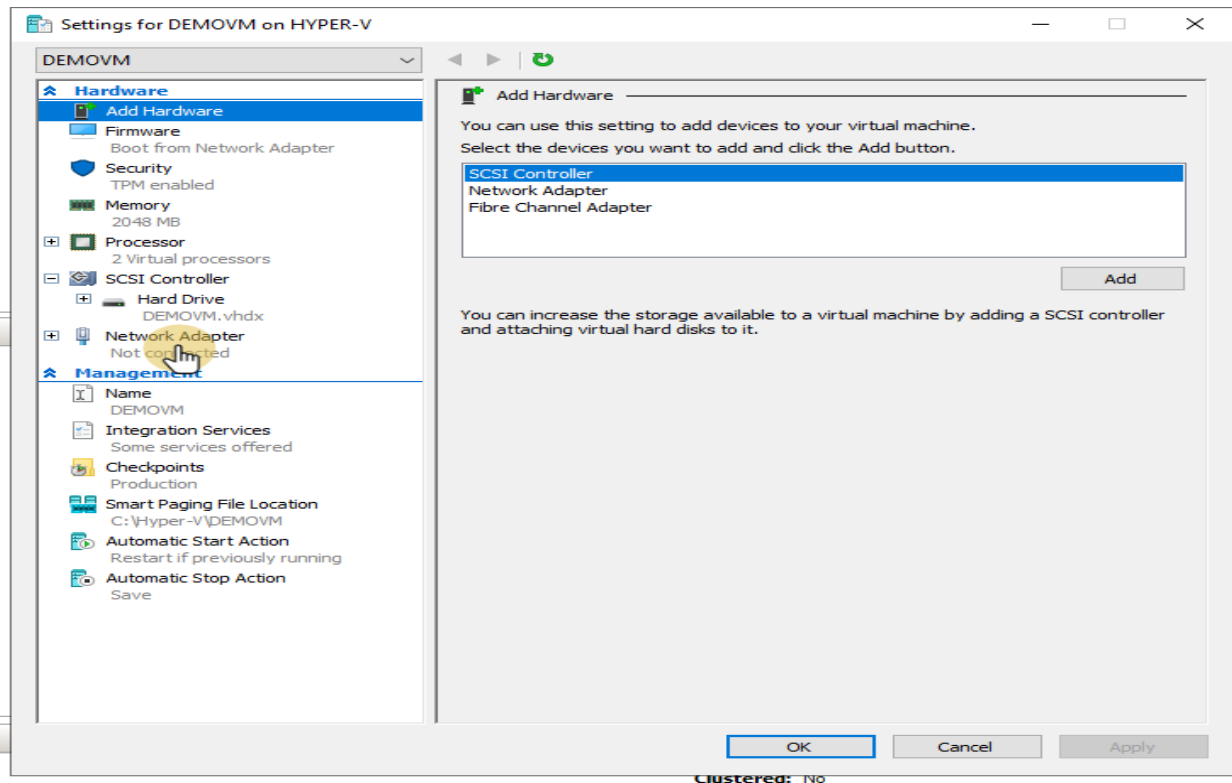 Settings for DEMOVM on HYPER-V
DEMOVM
Hardware
Add Hardware
Firmware
Boot from Network Adapter
Security
TPM enabled
Memory
2048 MB
Processor
2 Virtual processors
SCSI Controller
Hard Drive
DEMOVM.vhdx
Network Adapter
Not connected
Management
Name
DEMOVM
Integration Services
Some services offered
Checkpoints
Production
Smart Paging File Location
C:\Hyper-V\DEMOVM
Automatic Start Action
Restart if previously running
Automatic Stop Action
Save
Add Hardware
You can use this setting to add devices to your virtual machine.
Select the devices you want to add and click the Add button.
SCSI Controller
Network Adapter
Fibre Channel Adapter
Add
You can increase the storage available to a virtual machine by adding a SCSI controller
and attaching virtual hard disks to it.
OK
Cancel
Apply
Clustered: No